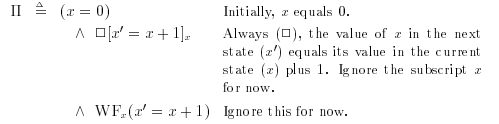 Π ≜ (x = 0) Initially, x equals 0.
∧ □[x′ = x + 1]ₓ Always (□), the value of x in the next
state (x′) equals its value in the current
state (x) plus 1. Ignore the subscript x
for now.
∧ WFₓ(x′ = x + 1) Ignore this for now.